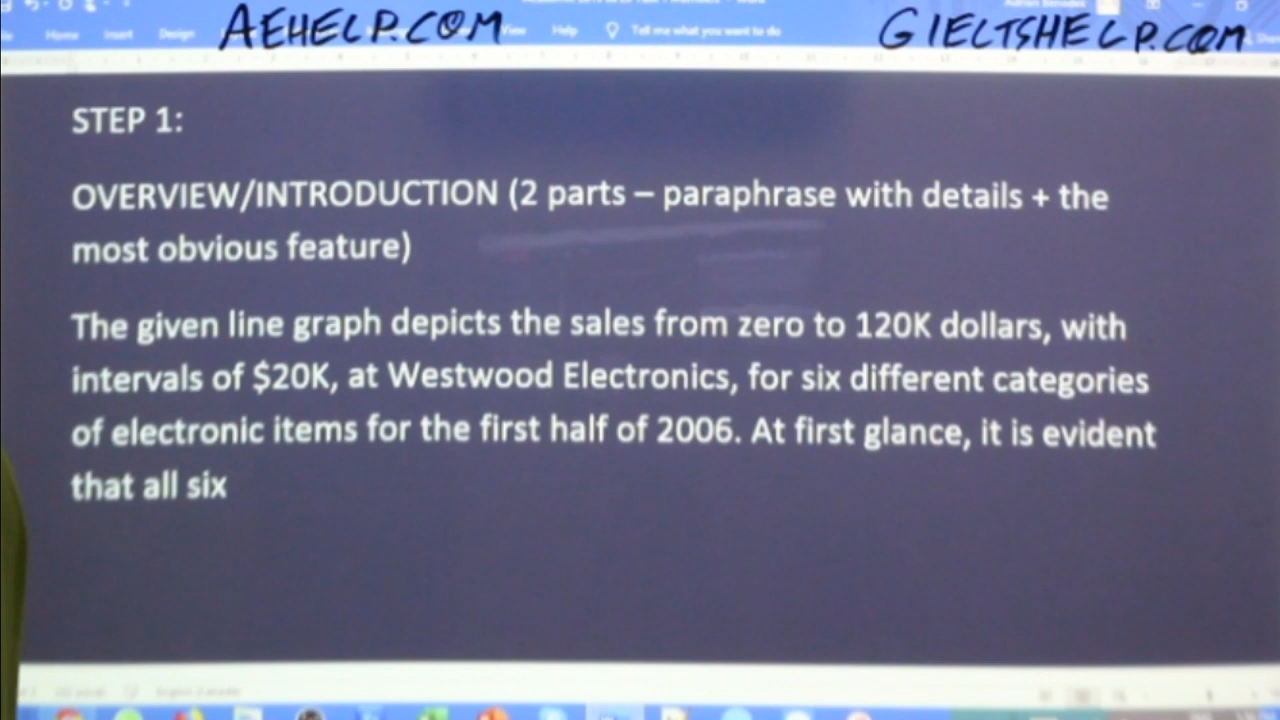 AEHELP.COM
GIELTSHELP.COM
Home Insert Design View Help Tell me what you want to do
STEP 1:
OVERVIEW/INTRODUCTION (2 parts – paraphrase with details + the
most obvious feature)
The given line graph depicts the sales from zero to 120K dollars, with
intervals of $20K, at Westwood Electronics, for six different categories
of electronic items for the first half of 2006. At first glance, it is evident
that all six